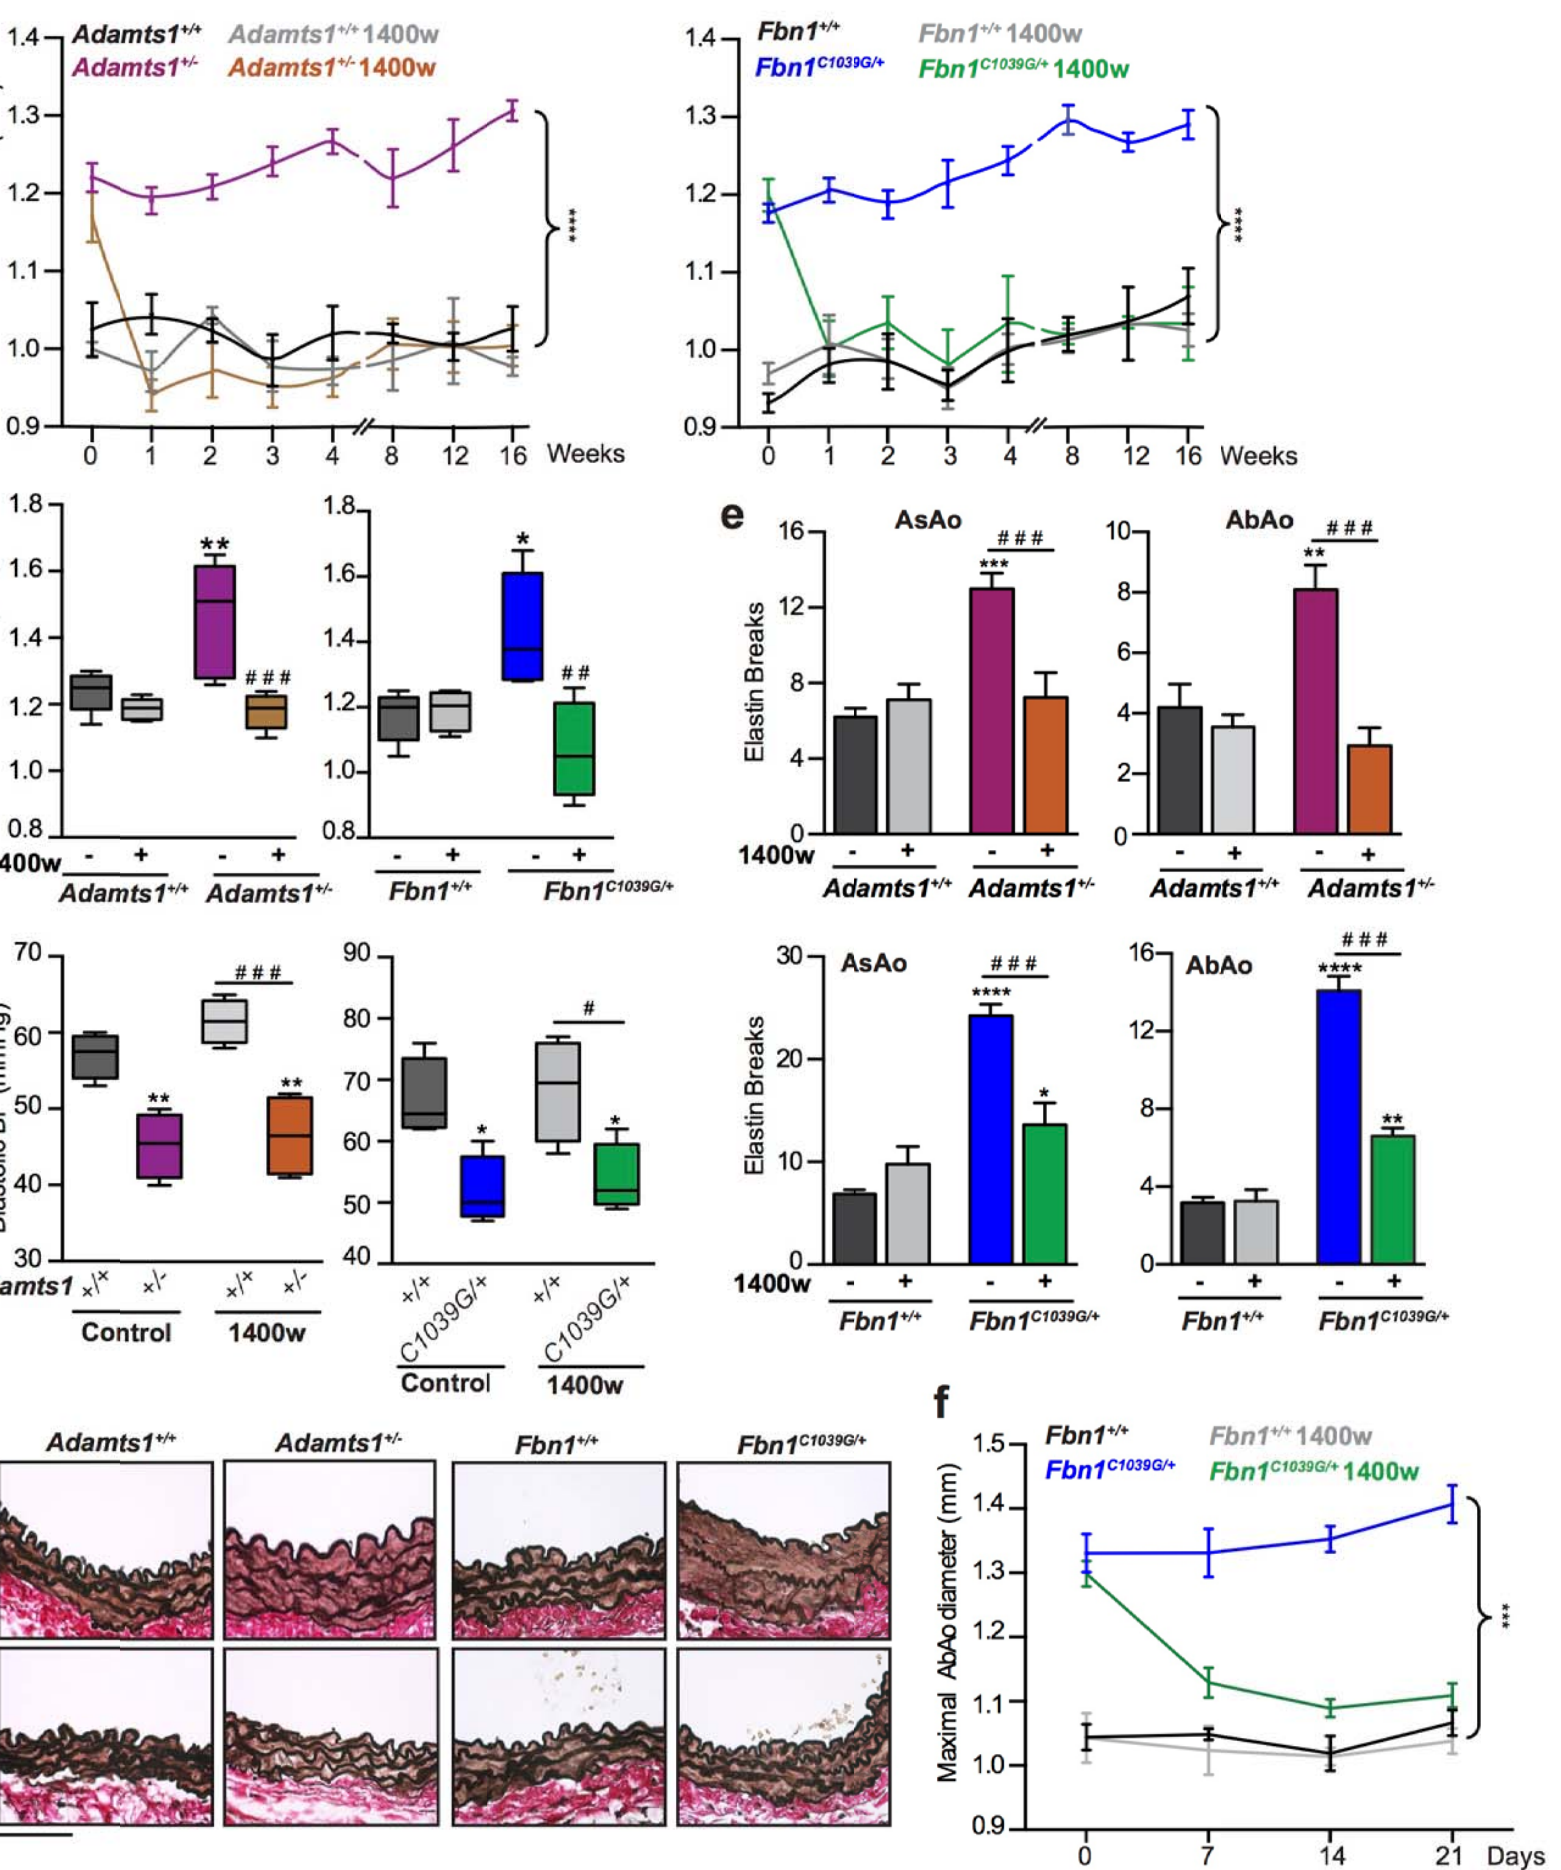 Adamts1+/+ Adamts1+/+ 1400w
Adamts1+/- Adamts1+/- 1400w
1.4
1.3
1.2
1.1
1.0
0.9
0 1 2 3 4 8 12 16 Weeks
****
Fbn1+/+ Fbn1+/+ 1400w
Fbn1C1039G/+ Fbn1C1039G/+ 1400w
1.4
1.3
1.2
1.1
1.0
0.9
0 1 2 3 4 8 12 16 Weeks
****
1.8
1.6
1.4
1.2
1.0
0.8
**
###
400w - + - +
Adamts1+/+ Adamts1+/-
1.8
1.6
1.4
1.2
1.0
0.8
*
##
- + - +
Fbn1+/+ Fbn1C1039G/+
e
AsAo
Elastin Breaks
16
12
8
4
0
###
***
1400w - + - +
Adamts1+/+ Adamts1+/-
AbAo
10
8
6
4
2
0
###
**
- + - +
Adamts1+/+ Adamts1+/-
70
60
50
40
30
###
**
**
amts1 +/+ +/- +/+ +/-
Control 1400w
90
80
70
60
50
40
#
*
*
+/+ C1039G/+ +/+ C1039G/+
Control 1400w
AsAo
Elastin Breaks
30
20
10
0
###
****
*
1400w - + - +
Fbn1+/+ Fbn1C1039G/+
AbAo
16
12
8
4
0
###
****
**
- + - +
Fbn1+/+ Fbn1C1039G/+
Adamts1+/+ Adamts1+/- Fbn1+/+ Fbn1C1039G/+
f
Fbn1+/+ Fbn1+/+ 1400w
Fbn1C1039G/+ Fbn1C1039G/+ 1400w
Maximal AbAo diameter (mm)
1.5
1.4
1.3
1.2
1.1
1.0
0.9
***
0 7 14 21 Days